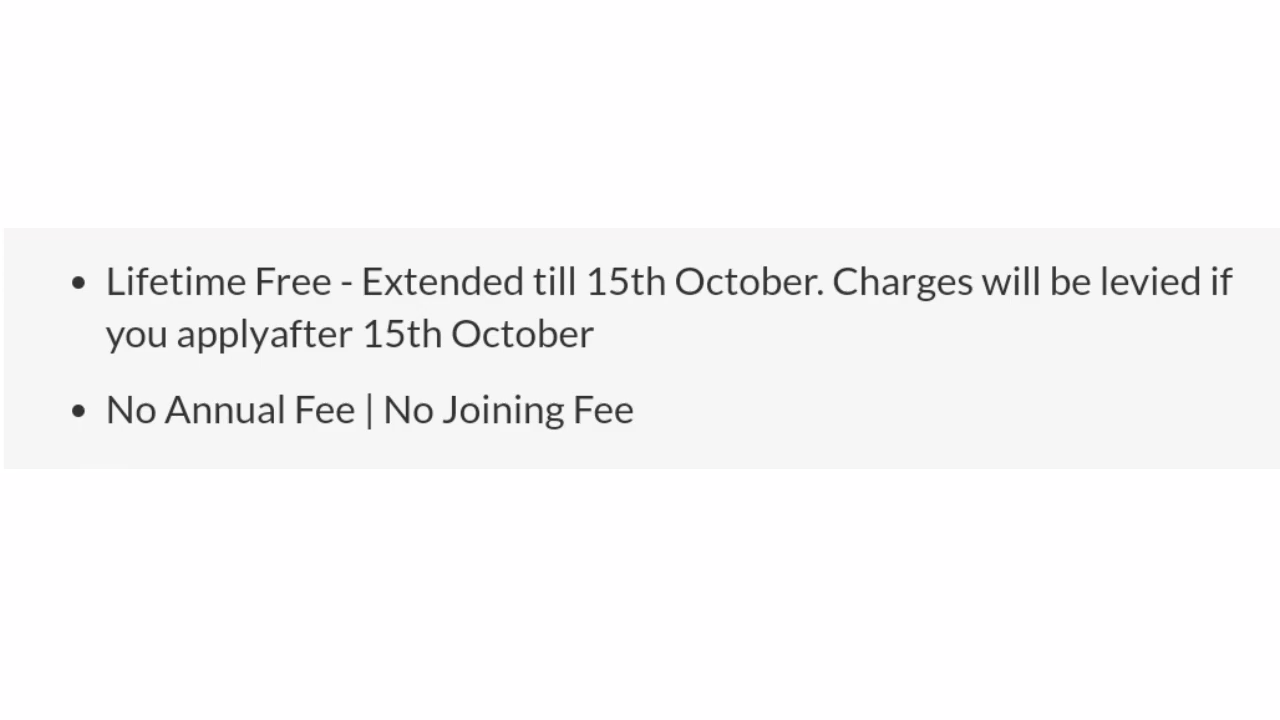 • Lifetime Free - Extended till 15th October. Charges will be levied if
you applyafter 15th October
• No Annual Fee | No Joining Fee